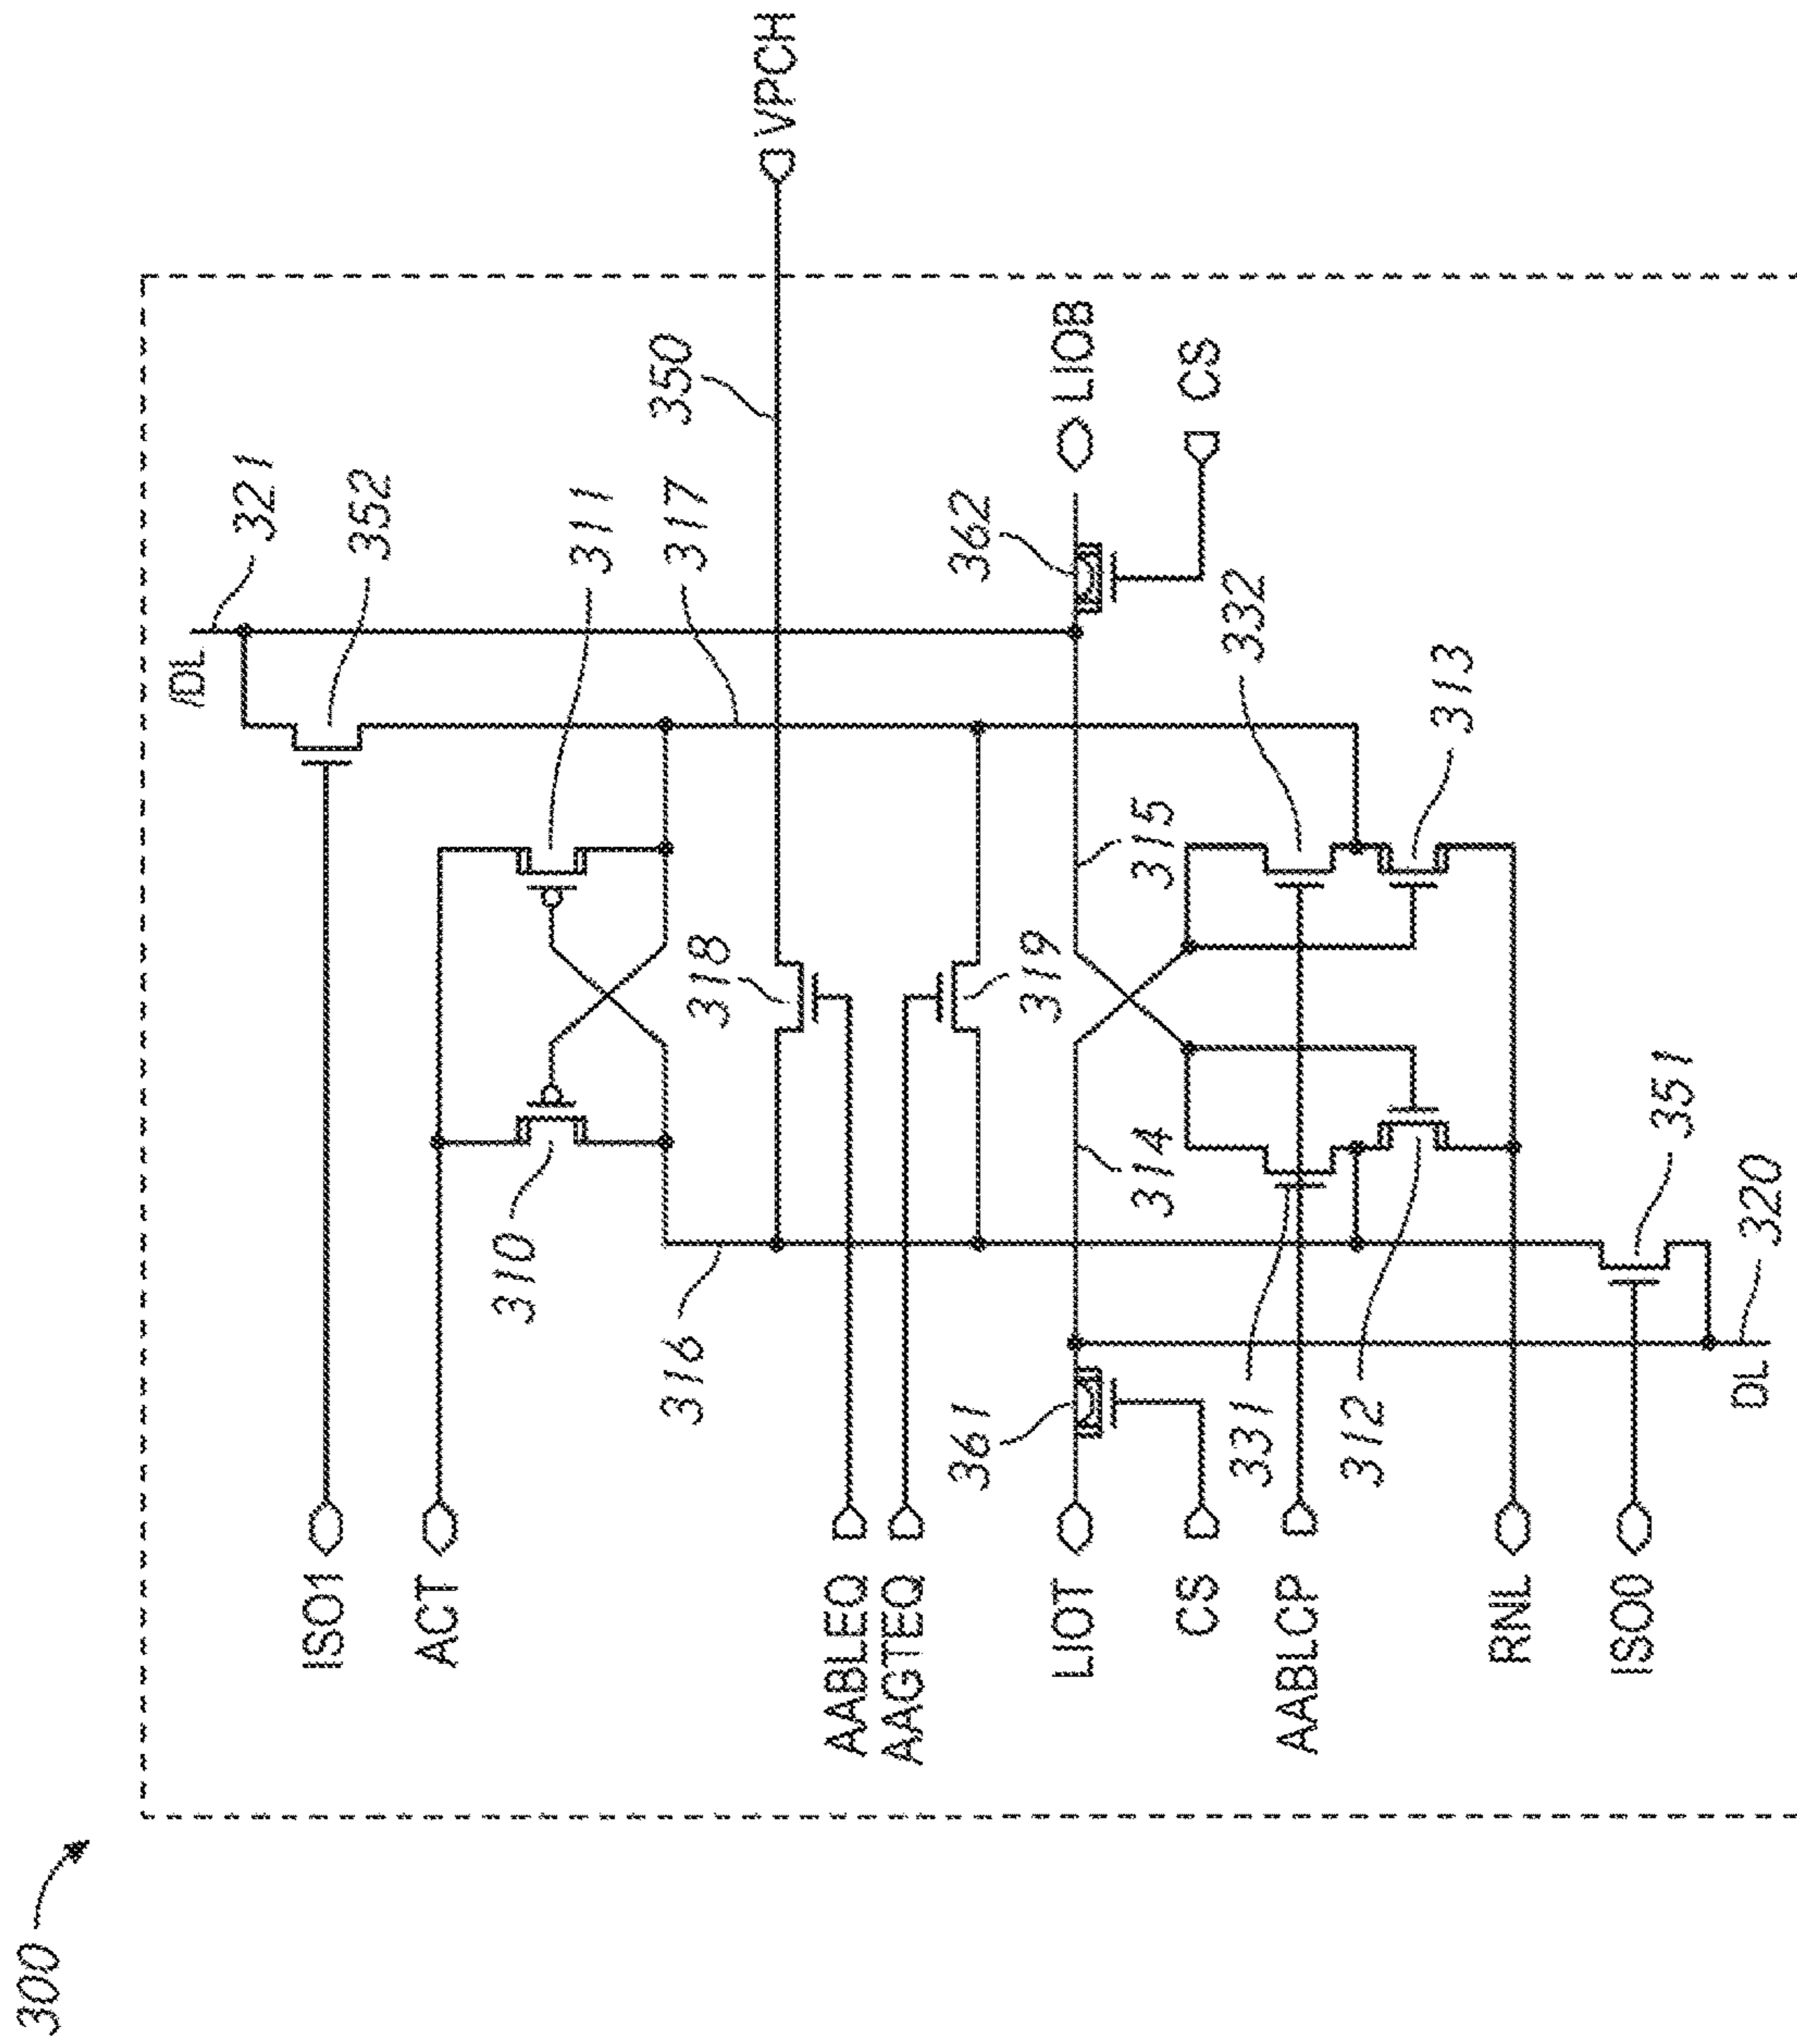 300
ISO1
ACT
AABLEQ
AAGTEQ
LIOT
CS
AABLCP
RNL
ISO0
/DL
321
352
311
317
350
VPCH
310
316
318
319
314
315
361
362
LIOB
CS
331
332
312
313
351
DL
320